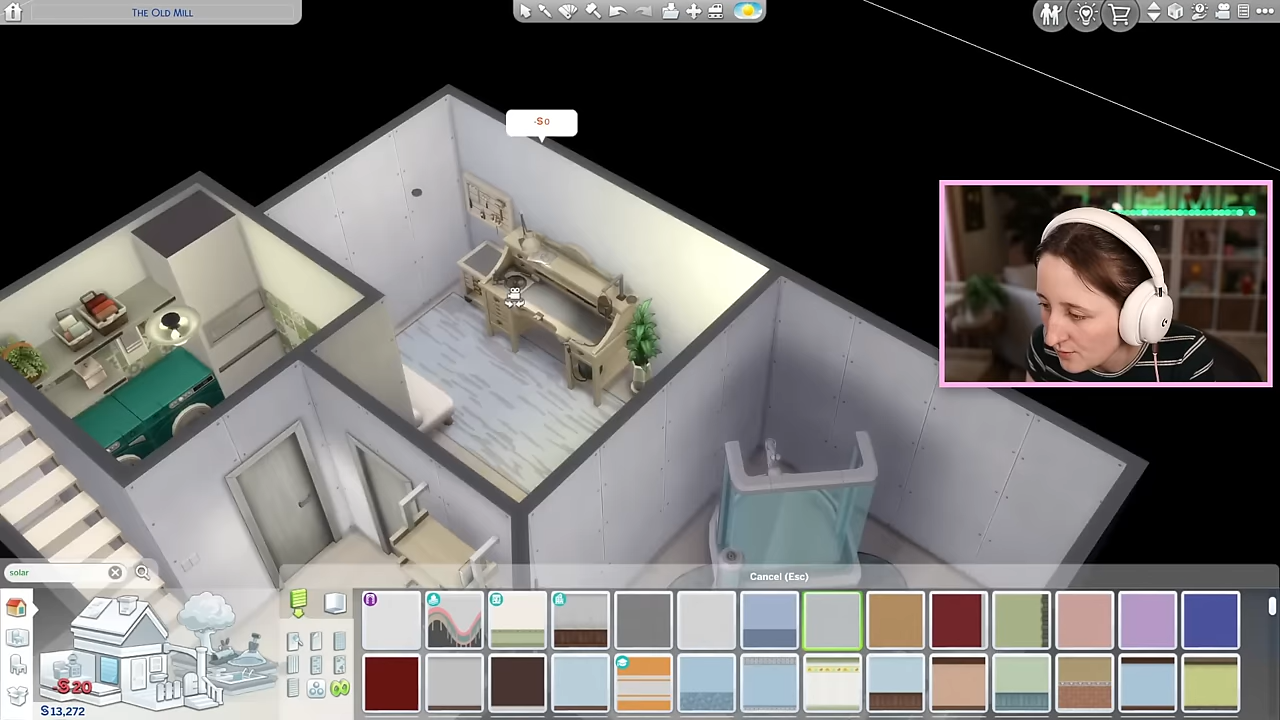 THE OLD MILL
-§0
Cancel (Esc)
solar
-§20
§13,272